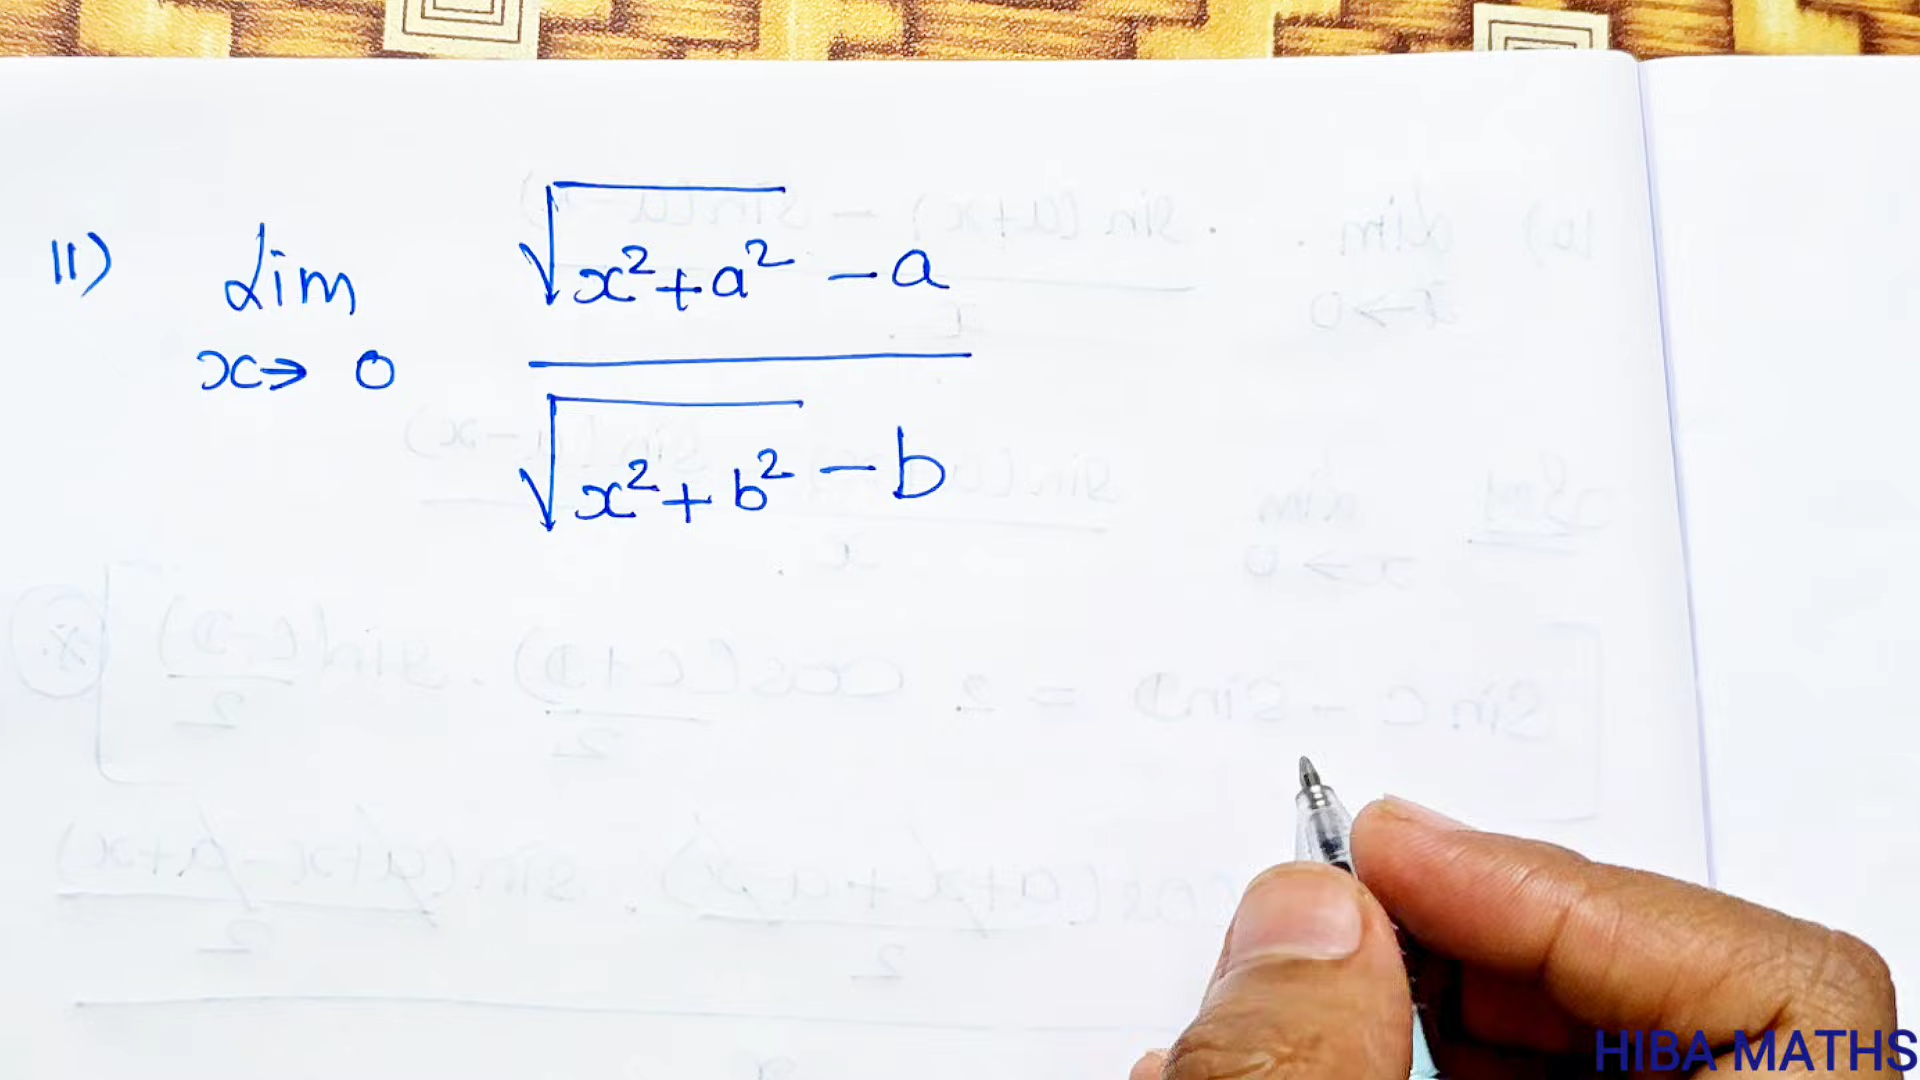 11) Lim √(x²+a²) - a
x→ 0 √(x²+b²) - b
HIBA MATHS